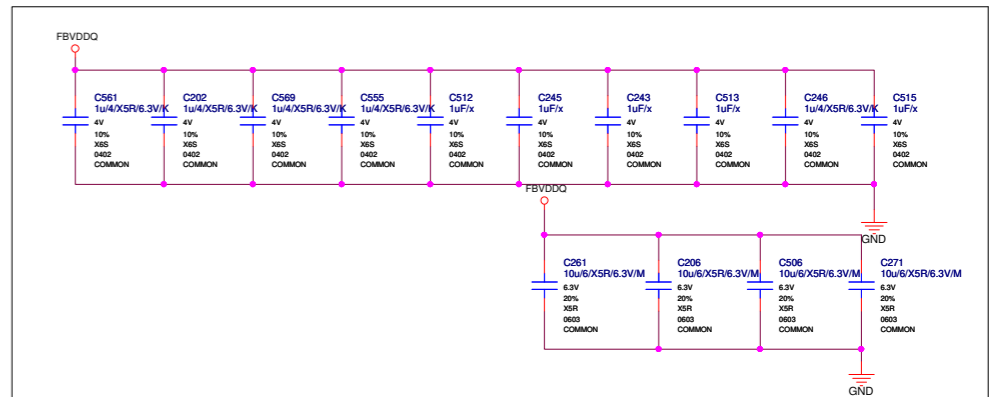 FBVDDQ
C561 C202 C569 C555 C512 C245 C243 C513 C246 C515
1u/4/X5R/6.3V/K 1u/4/X5R/6.3V/K 1u/4/X5R/6.3V/K 1u/4/X5R/6.3V/K 1uF/x 1uF/x 1uF/x 1uF/x 1u/4/X5R/6.3V/K 1uF/x
4V 4V 4V 4V 4V 4V 4V 4V 4V 4V
10% 10% 10% 10% 10% 10% 10% 10% 10% 10%
X6S X6S X6S X6S X6S X6S X6S X6S X6S X6S
0402 0402 0402 0402 0402 0402 0402 0402 0402 0402
COMMON COMMON COMMON COMMON COMMON COMMON COMMON COMMON COMMON COMMON
FBVDDQ
GND
C261 C206 C506 C271
10u/6/X5R/6.3V/M 10u/6/X5R/6.3V/M 10u/6/X5R/6.3V/M 10u/6/X5R/6.3V/M
6.3V 6.3V 6.3V 6.3V
20% 20% 20% 20%
X5R X5R X5R X5R
0603 0603 0603 0603
COMMON COMMON COMMON COMMON
GND